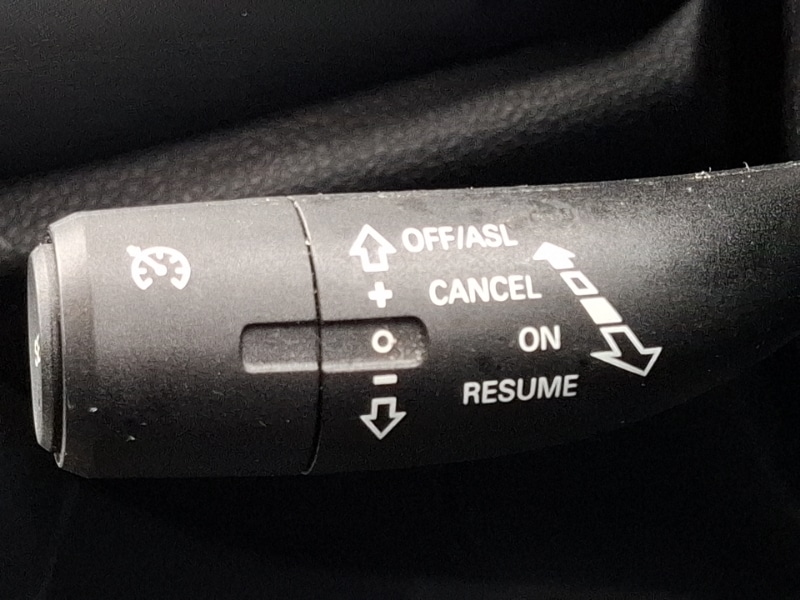 OFF/ASL
+ CANCEL
O ON
- RESUME